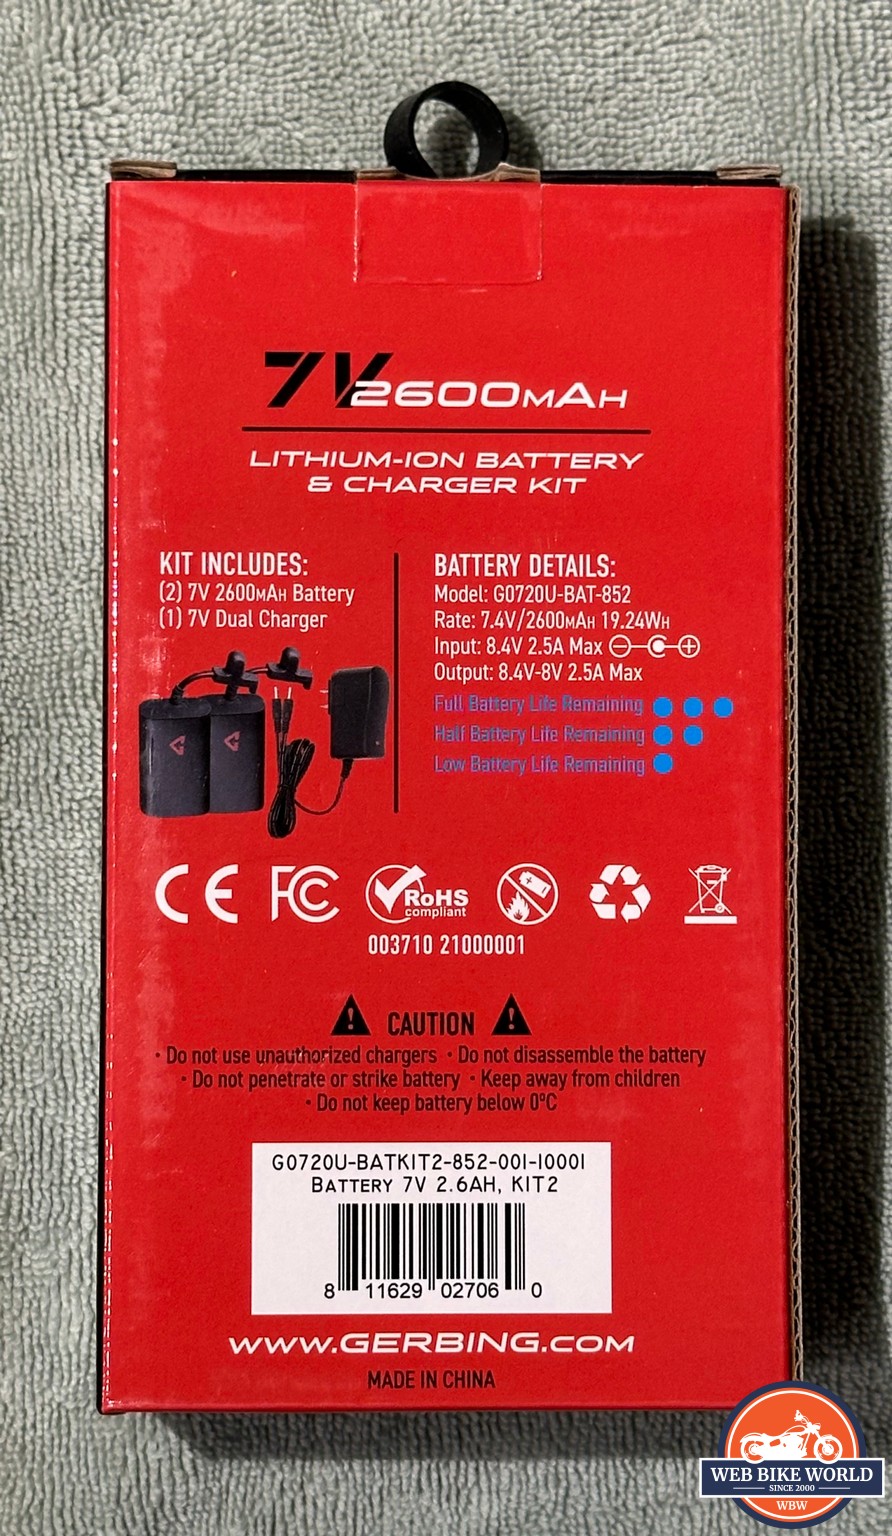 7V 2600mAh
LITHIUM-ION BATTERY
& CHARGER KIT
KIT INCLUDES:
(2) 7V 2600mAh Battery
(1) 7V Dual Charger
BATTERY DETAILS:
Model: G0720U-BAT-852
Rate: 7.4V/2600mAh 19.24Wh
Input: 8.4V 2.5A Max
Output: 8.4V-8V 2.5A Max
Full Battery Life Remaining
Half Battery Life Remaining
Low Battery Life Remaining
CE FC RoHS
compliant
003710 21000001
CAUTION
· Do not use unauthorized chargers · Do not disassemble the battery
· Do not penetrate or strike battery · Keep away from children
· Do not keep battery below 0ºC
G0720U-BATKIT2-852-001-10001
Battery 7V 2.6AH, KIT2
8 11629 02706 0
www.GERBING.com
MADE IN CHINA
WEB BIKE WORLD
SINCE 2000
WBW